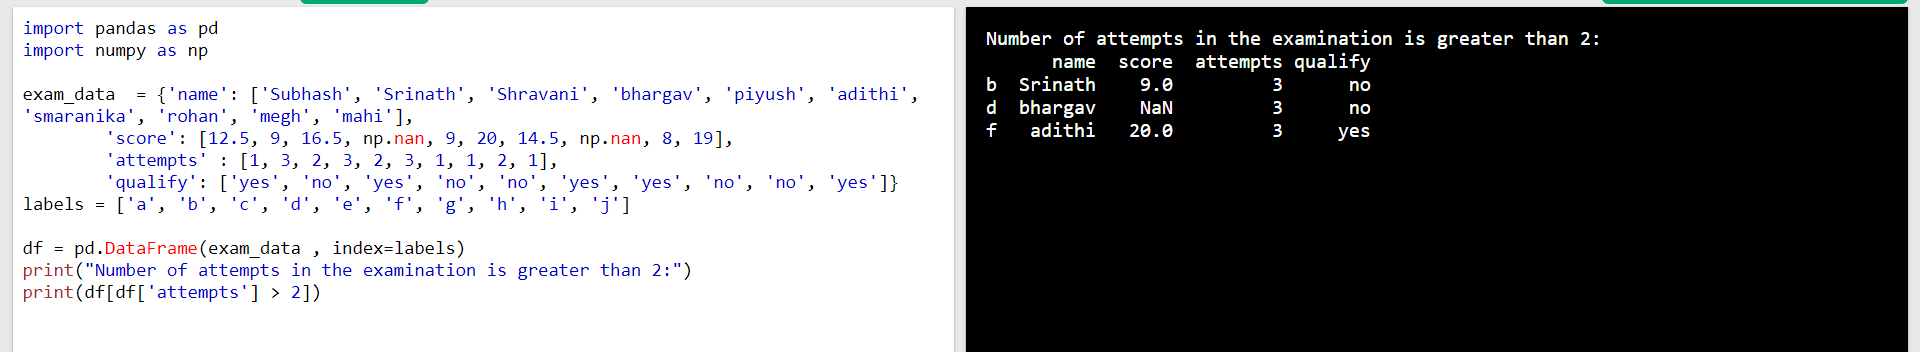 import pandas as pd
import numpy as np
exam_data  = {'name': ['Subhash', 'Srinath', 'Shravani', 'bhargav', 'piyush', 'adithi',
'smaranika', 'rohan', 'megh', 'mahi'],
        'score': [12.5, 9, 16.5, np.nan, 9, 20, 14.5, np.nan, 8, 19],
        'attempts' : [1, 3, 2, 3, 2, 3, 1, 1, 2, 1],
        'qualify': ['yes', 'no', 'yes', 'no', 'no', 'yes', 'yes', 'no', 'no', 'yes']}
labels = ['a', 'b', 'c', 'd', 'e', 'f', 'g', 'h', 'i', 'j']
df = pd.DataFrame(exam_data , index=labels)
print("Number of attempts in the examination is greater than 2:")
print(df[df['attempts'] > 2])
Number of attempts in the examination is greater than 2:
      name  score  attempts qualify
b  Srinath    9.0         3      no
d  bhargav    NaN         3      no
f   adithi   20.0         3     yes